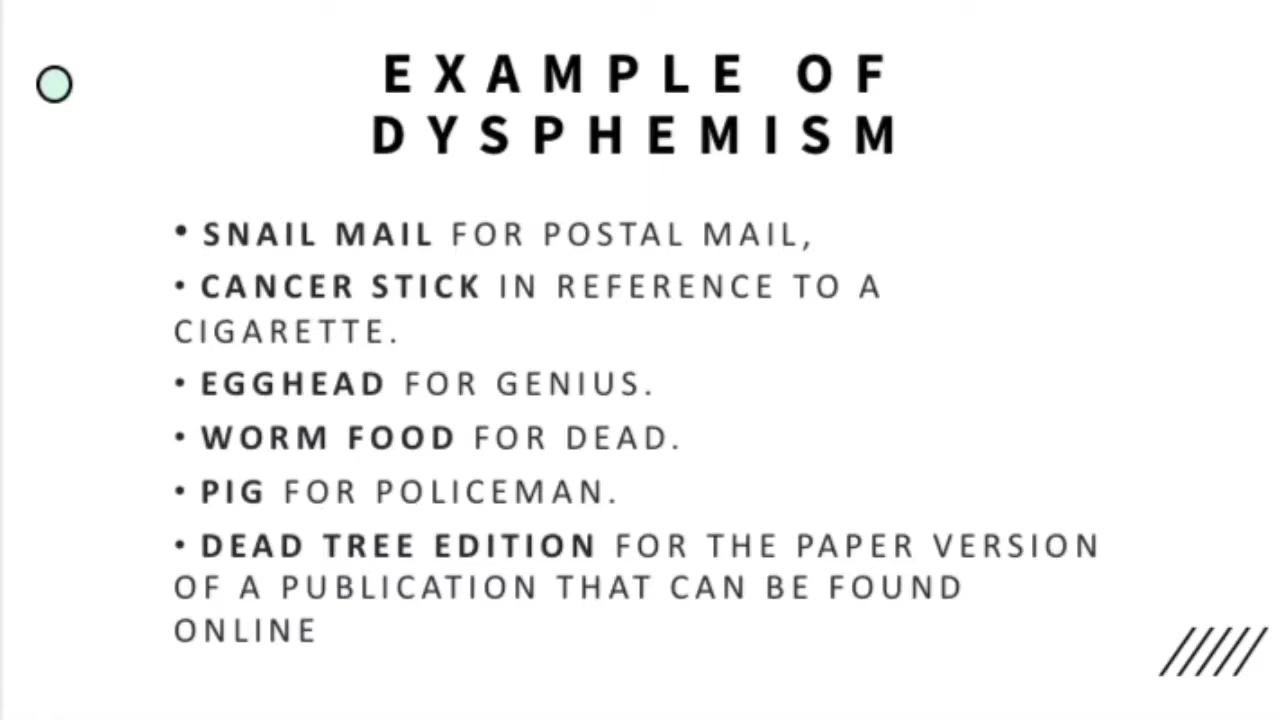 EXAMPLE OF
DYSPHEMISM
• SNAIL MAIL FOR POSTAL MAIL,
• CANCER STICK IN REFERENCE TO A
CIGARETTE.
• EGGHEAD FOR GENIUS.
• WORM FOOD FOR DEAD.
• PIG FOR POLICEMAN.
• DEAD TREE EDITION FOR THE PAPER VERSION
OF A PUBLICATION THAT CAN BE FOUND
ONLINE